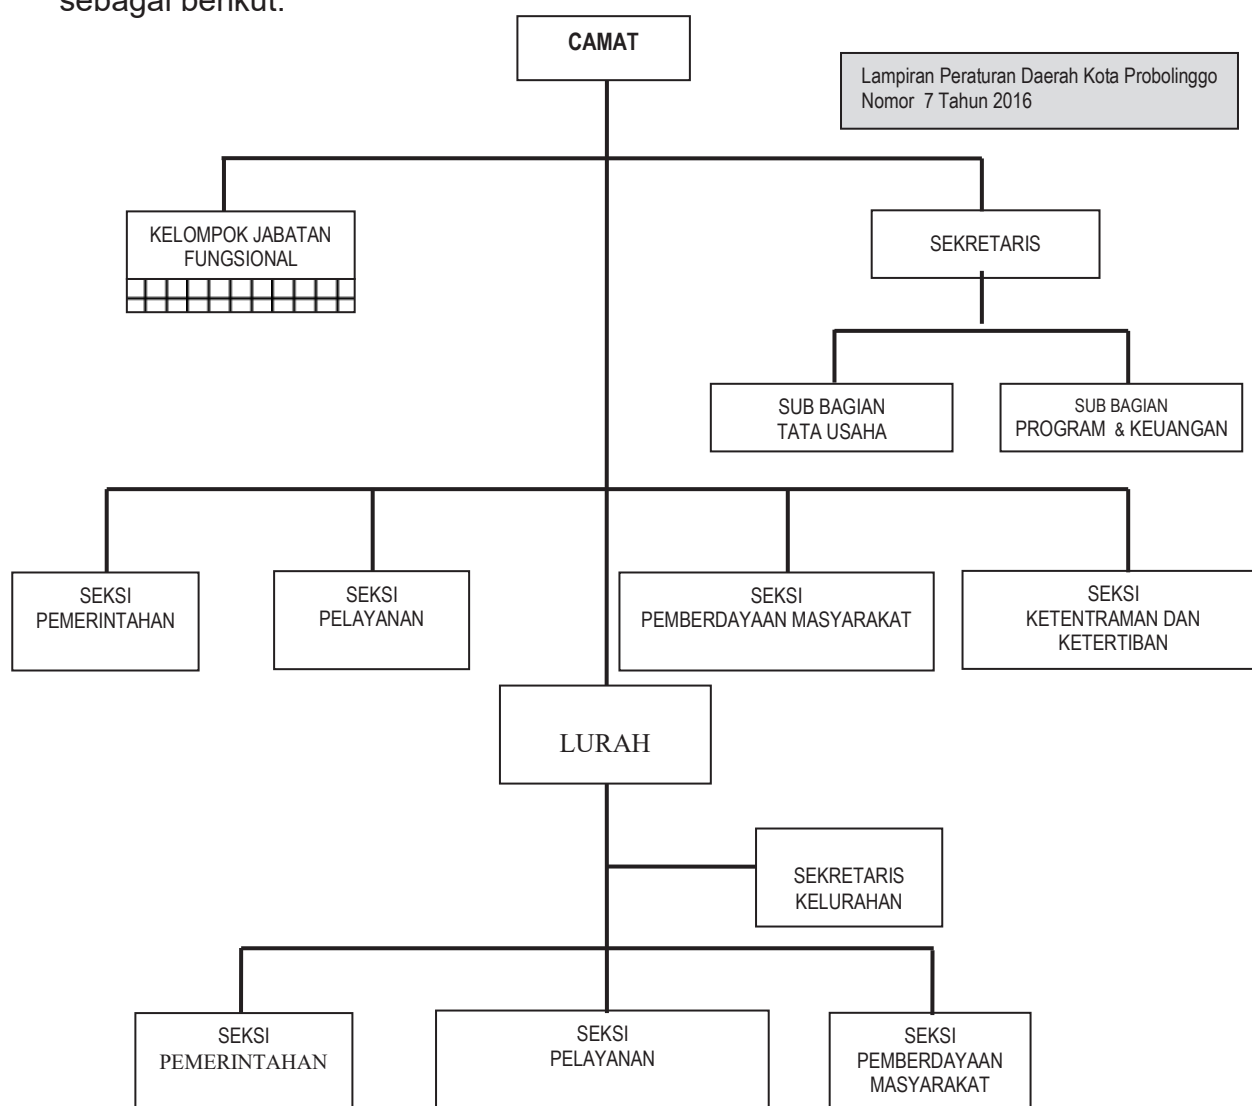 sebagai berikut:
CAMAT
Lampiran Peraturan Daerah Kota Probolinggo
Nomor 7 Tahun 2016
KELOMPOK JABATAN
FUNGSIONAL
SEKRETARIS
SUB BAGIAN
TATA USAHA
SUB BAGIAN
PROGRAM & KEUANGAN
SEKSI
PEMERINTAHAN
SEKSI
PELAYANAN
SEKSI
PEMBERDAYAAN MASYARAKAT
SEKSI
KETENTRAMAN DAN
KETERTIBAN
LURAH
SEKRETARIS
KELURAHAN
SEKSI
PEMERINTAHAN
SEKSI
PELAYANAN
SEKSI
PEMBERDAYAAN
MASYARAKAT